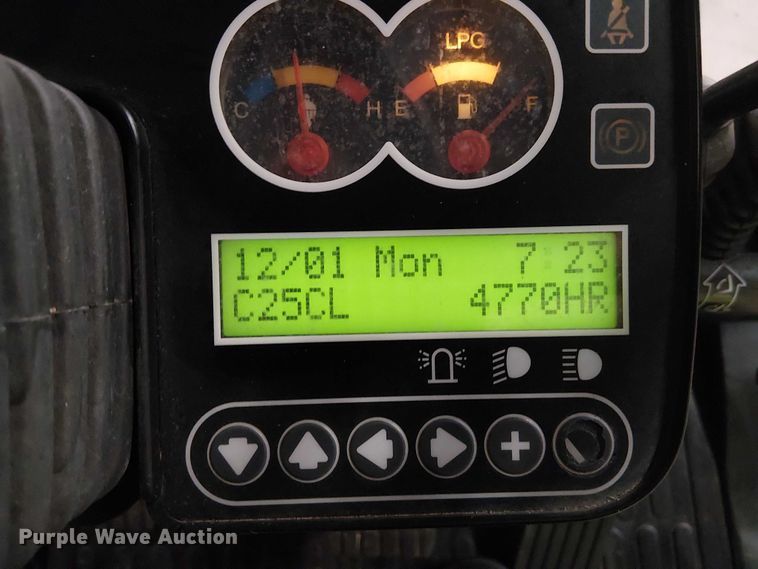 LPG
C H E F
P
12/01 Mon 7:23
C25CL 4770HR
Purple Wave Auction